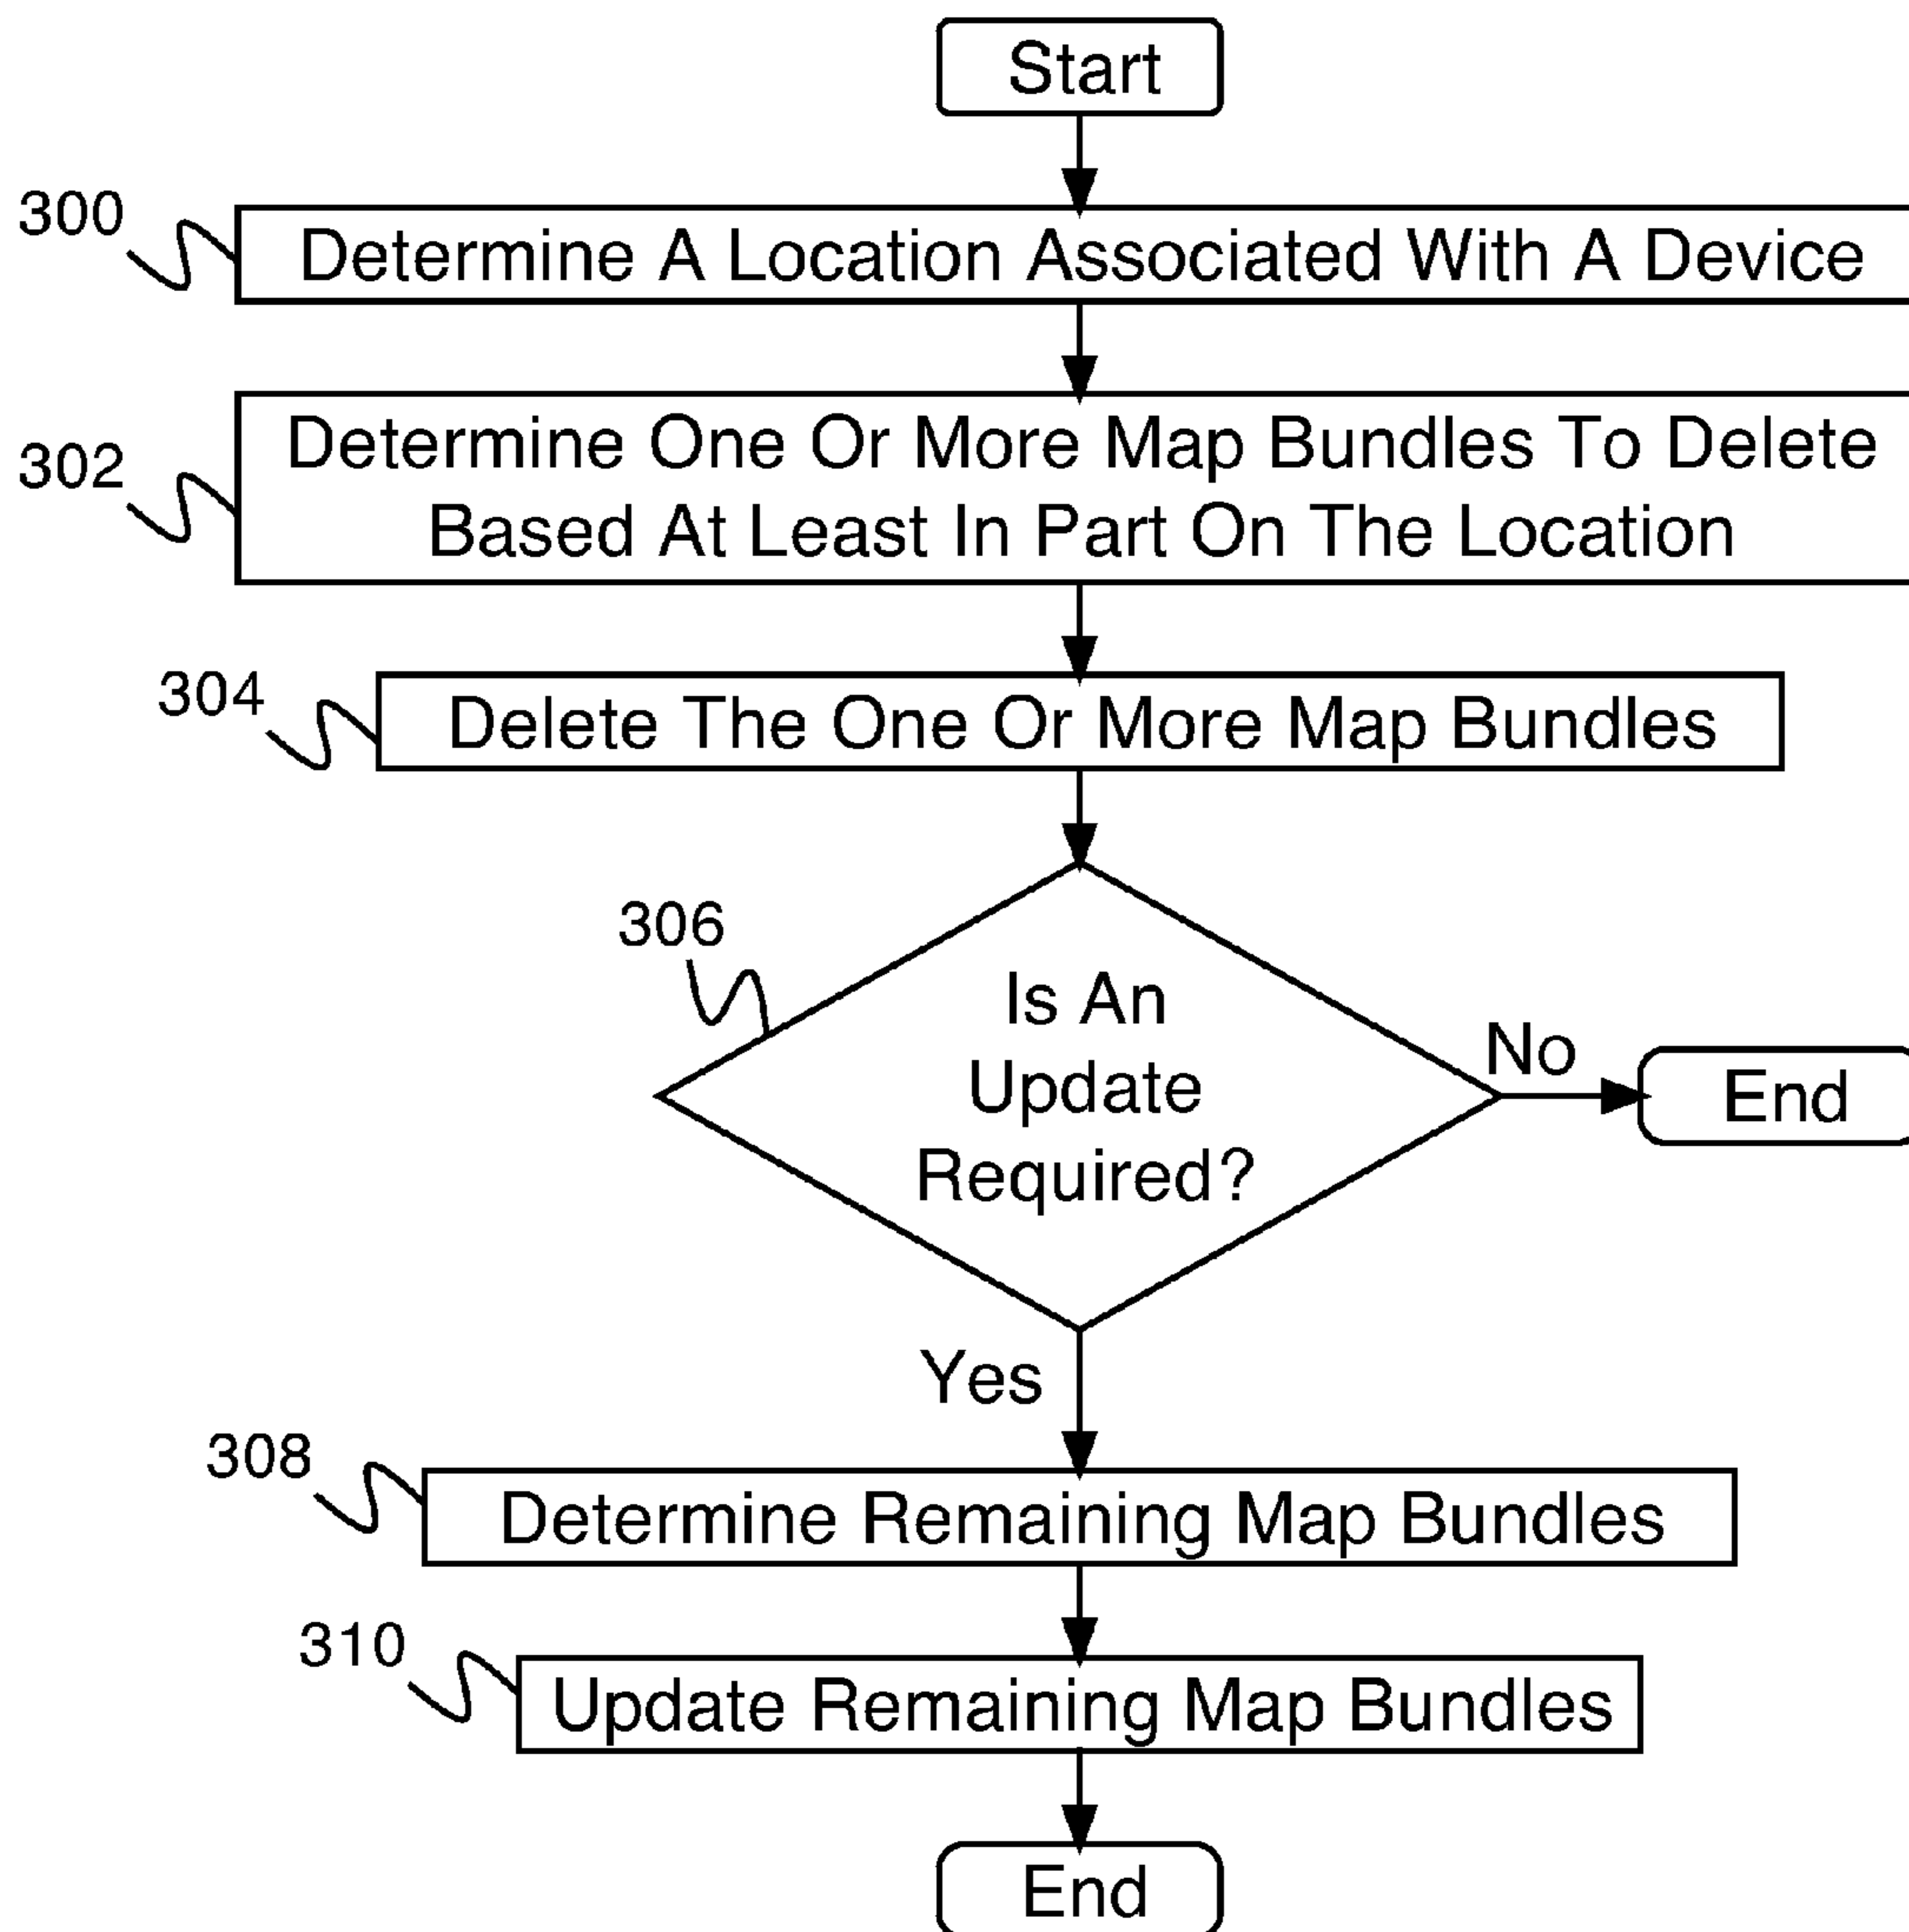 Start
300
Determine A Location Associated With A Device
302
Determine One Or More Map Bundles To Delete
Based At Least In Part On The Location
304
Delete The One Or More Map Bundles
306
Is An
Update
Required?
No
End
Yes
308
Determine Remaining Map Bundles
310
Update Remaining Map Bundles
End